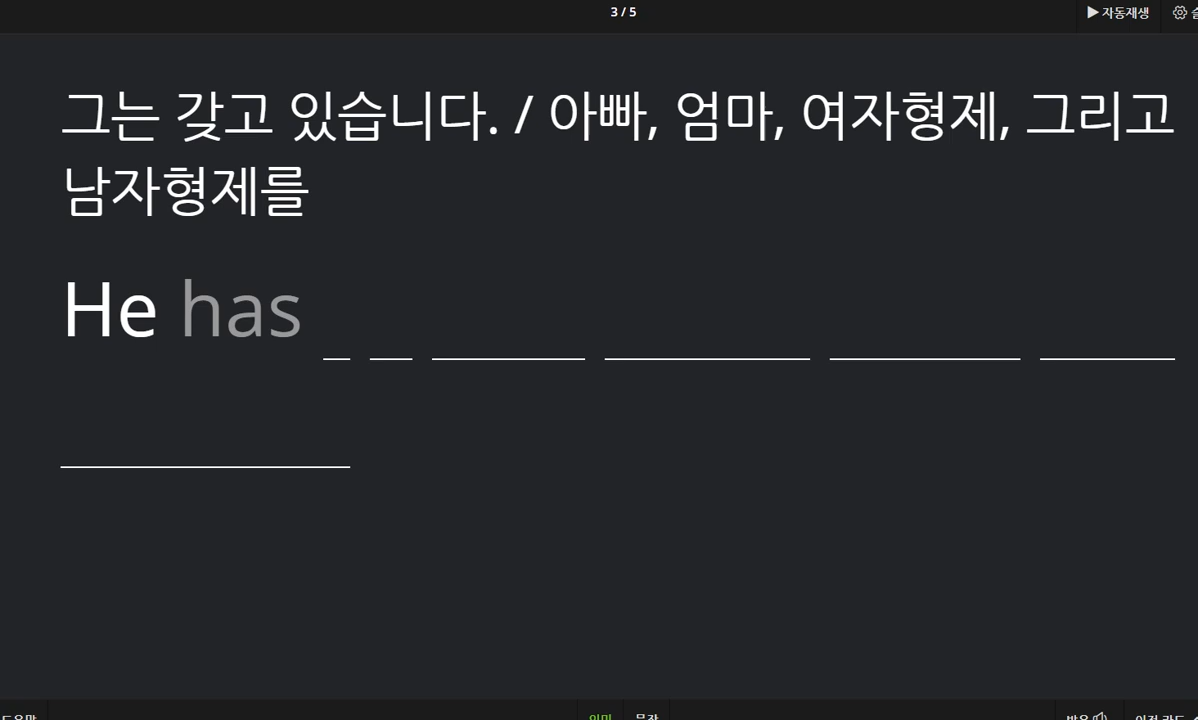 3 / 5
▶ 자동재생
그는 갖고 있습니다. / 아빠, 엄마, 여자형제, 그리고
남자형제를
He has